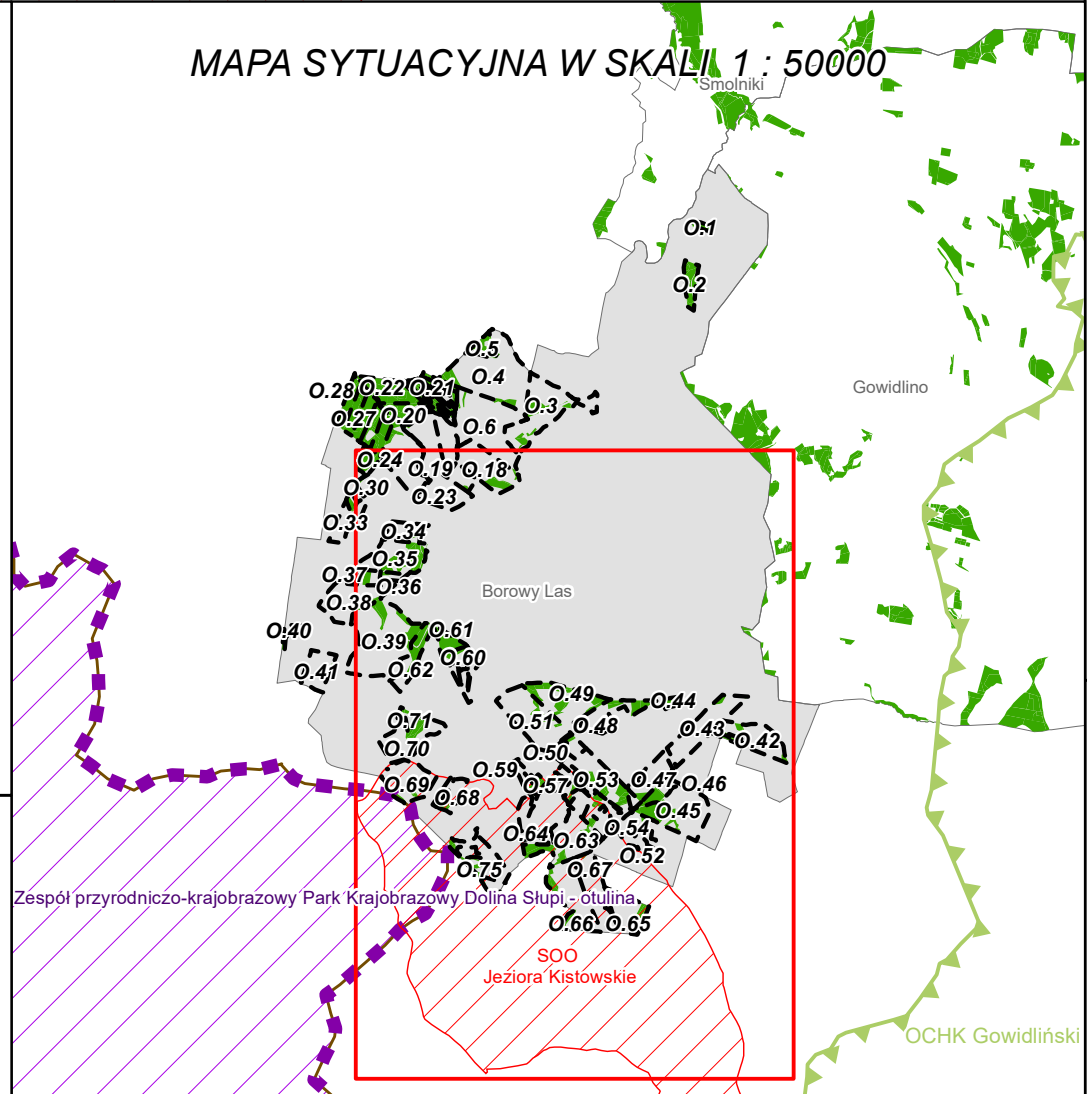 MAPA SYTUACYJNA W SKALI 1 : 50000
Smolniki
O.1
O.2
O.5
O.4
Gowidlino
O.28
O.22
O.21
O.3
O.27
O.20
O.6
O.24
O.19
O.18
O.30
O.23
O.33
O.34
O.35
O.37
O.36
Borowy Las
O.38
O.40
O.39
O.61
O.41
O.62
O.60
O.49
O.44
O.71
O.51
O.48
O.43
O.42
O.70
O.50
O.59
O.69
O.57
O.53
O.47
O.46
O.68
O.45
O.64
O.63
O.54
O.52
O.75
O.67
Zespół przyrodniczo-krajobrazowy Park Krajobrazowy Dolina Słupi - otulina
O.66
O.65
SOO
Jeziora Kistowskie
OCHK Gowidliński